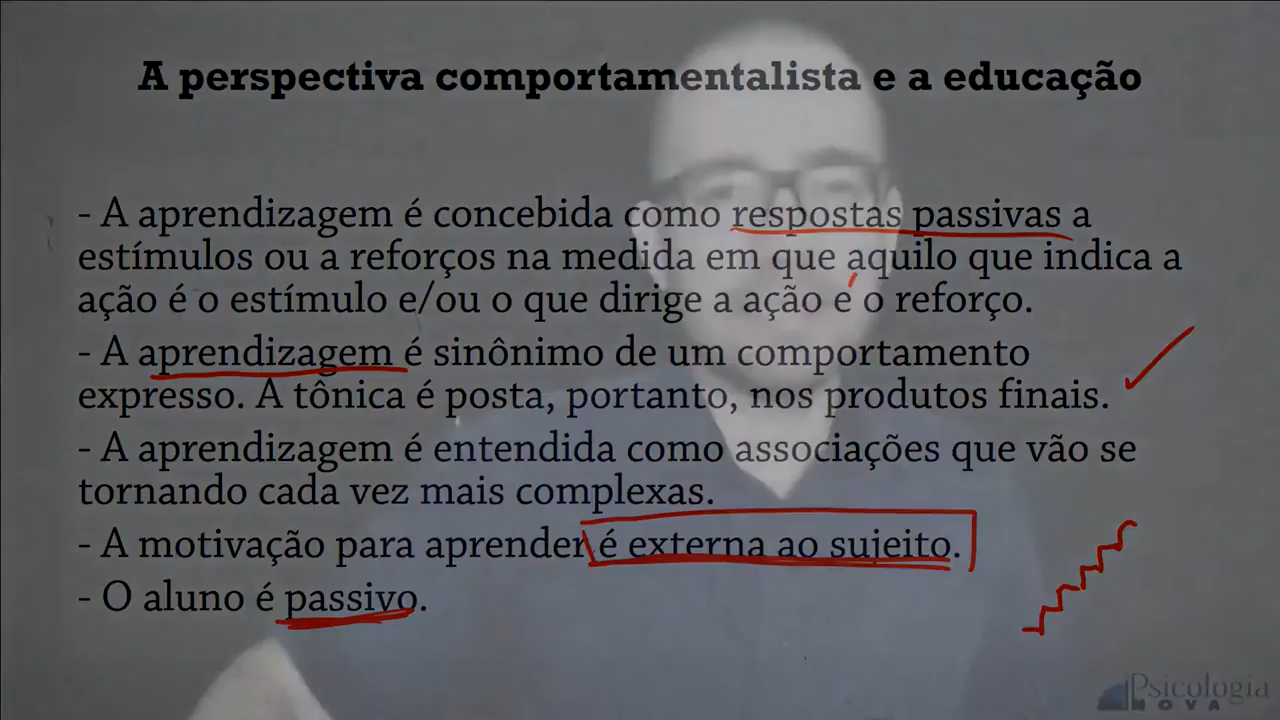 A perspectiva comportamentalista e a educação
- A aprendizagem é concebida como respostas passivas a
estímulos ou a reforços na medida em que aquilo que indica a
ação é o estímulo e/ou o que dirige a ação é o reforço.
- A aprendizagem é sinônimo de um comportamento
expresso. A tônica é posta, portanto, nos produtos finais.
- A aprendizagem é entendida como associações que vão se
tornando cada vez mais complexas.
- A motivação para aprender é externa ao sujeito.
- O aluno é passivo.
Psicologia
NOVA